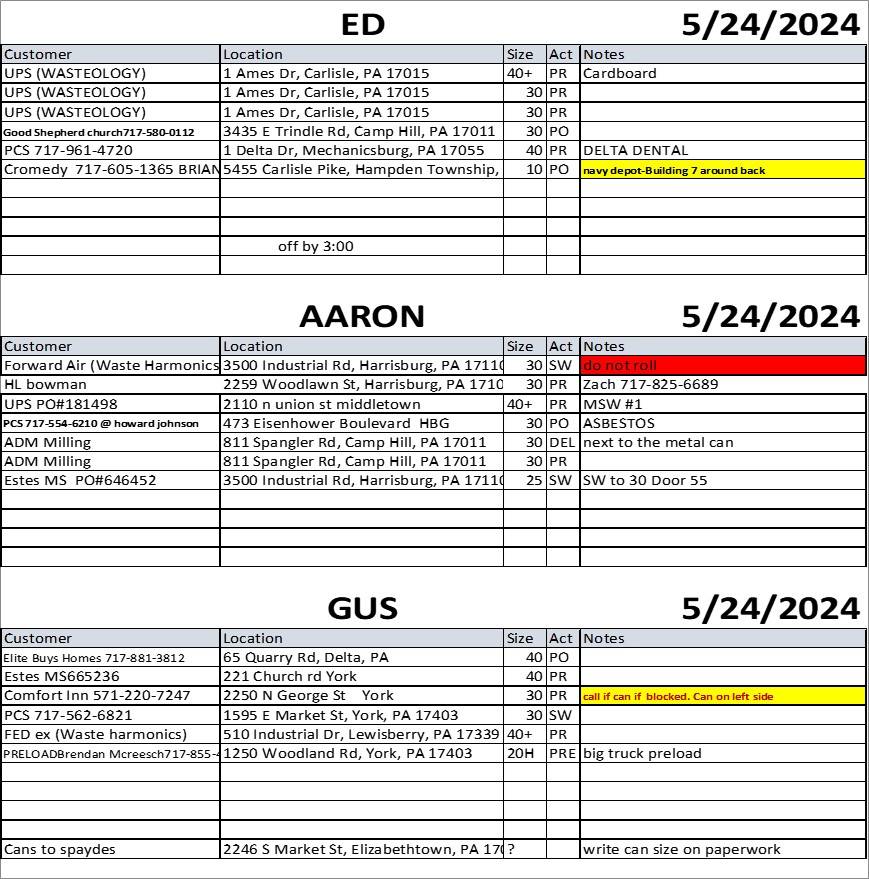 ED 5/24/2024
Customer Location Size Act Notes
UPS (WASTEOLOGY) 1 Ames Dr, Carlisle, PA 17015 40+ PR Cardboard
UPS (WASTEOLOGY) 1 Ames Dr, Carlisle, PA 17015 30 PR
UPS (WASTEOLOGY) 1 Ames Dr, Carlisle, PA 17015 30 PR
Good Shepherd church717-580-0112 3435 E Trindle Rd, Camp Hill, PA 17011 30 PO
PCS 717-961-4720 1 Delta Dr, Mechanicsburg, PA 17055 40 PR DELTA DENTAL
Cromedy 717-605-1365 BRIAN 5455 Carlisle Pike, Hampden Township, 10 PO navy depot-Building 7 around back
off by 3:00
AARON 5/24/2024
Customer Location Size Act Notes
Forward Air (Waste Harmonics 3500 Industrial Rd, Harrisburg, PA 17110 30 SW do not roll
HL bowman 2259 Woodlawn St, Harrisburg, PA 1710 30 PR Zach 717-825-6689
UPS PO#181498 2110 n union st middletown 40+ PR MSW #1
PCS 717-554-6210 @ howard johnson 473 Eisenhower Boulevard HBG 30 PO ASBESTOS
ADM Milling 811 Spangler Rd, Camp Hill, PA 17011 30 DEL next to the metal can
ADM Milling 811 Spangler Rd, Camp Hill, PA 17011 30 PR
Estes MS PO#646452 3500 Industrial Rd, Harrisburg, PA 17110 25 SW SW to 30 Door 55
GUS 5/24/2024
Customer Location Size Act Notes
Elite Buys Homes 717-881-3812 65 Quarry Rd, Delta, PA 40 PO
Estes MS665236 221 Church rd York 40 PR
Comfort Inn 571-220-7247 2250 N George St York 30 PR call if can if blocked. Can on left side
PCS 717-562-6821 1595 E Market St, York, PA 17403 30 SW
FED ex (Waste harmonics) 510 Industrial Dr, Lewisberry, PA 17339 40+ PR
PRELOADBrendan Mcreesch717-855-4 1250 Woodland Rd, York, PA 17403 20H PRE big truck preload
Cans to spaydes 2246 S Market St, Elizabethtown, PA 170 ? write can size on paperwork